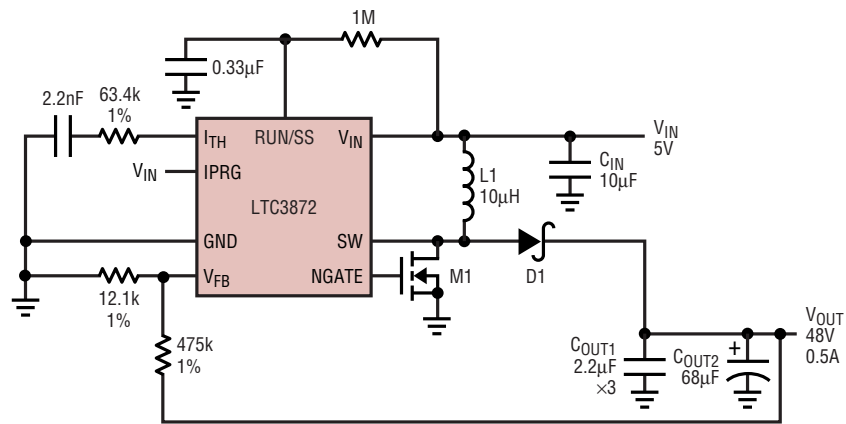 1M
0.33µF
2.2nF
63.4k
1%
ITH
RUN/SS
VIN
VIN
5V
VIN
IPRG
L1
10µH
CIN
10µF
LTC3872
GND
SW
VFB
NGATE
M1
D1
12.1k
1%
475k
1%
VOUT
48V
0.5A
COUT1
2.2µF
×3
+
COUT2
68µF